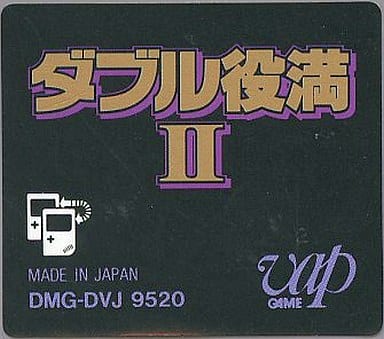 ダブル役満
II
MADE IN JAPAN
DMG-DVJ 9520
vap
GAME